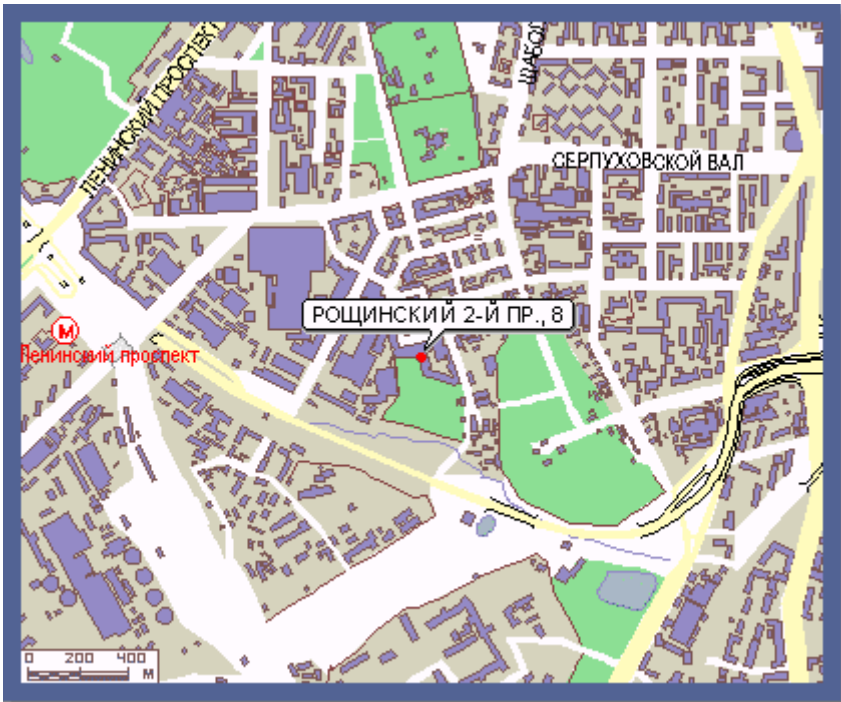 ЛЕНИНСКИЙ ПРОСПЕКТ
ШАБОЛ
СЕРПУХОВСКОЙ ВАЛ
РОЩИНСКИЙ 2-Й ПР., 8
М
Ленинский проспект
0 200 400
М